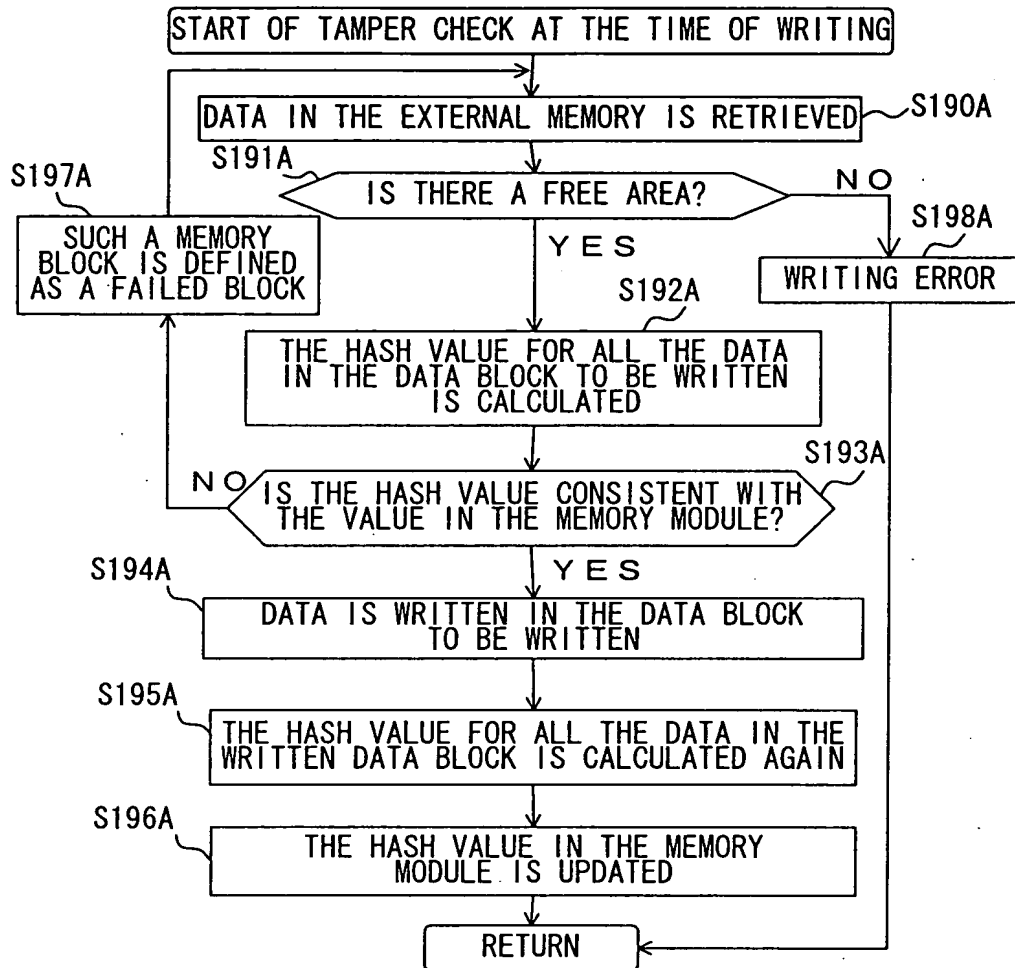 START OF TAMPER CHECK AT THE TIME OF WRITING
DATA IN THE EXTERNAL MEMORY IS RETRIEVED
S190A
S191A
IS THERE A FREE AREA?
NO
S197A
SUCH A MEMORY
BLOCK IS DEFINED
AS A FAILED BLOCK
YES
S198A
WRITING ERROR
S192A
THE HASH VALUE FOR ALL THE DATA
IN THE DATA BLOCK TO BE WRITTEN
IS CALCULATED
S193A
NO
IS THE HASH VALUE CONSISTENT WITH
THE VALUE IN THE MEMORY MODULE?
YES
S194A
DATA IS WRITTEN IN THE DATA BLOCK
TO BE WRITTEN
S195A
THE HASH VALUE FOR ALL THE DATA IN THE
WRITTEN DATA BLOCK IS CALCULATED AGAIN
S196A
THE HASH VALUE IN THE MEMORY
MODULE IS UPDATED
RETURN